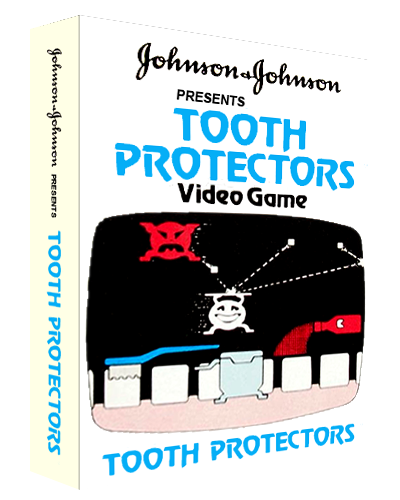 Johnson & Johnson
PRESENTS
TOOTH
PROTECTORS
Video Game
TOOTH PROTECTORS
Johnson & Johnson
PRESENTS
TOOTH PROTECTORS